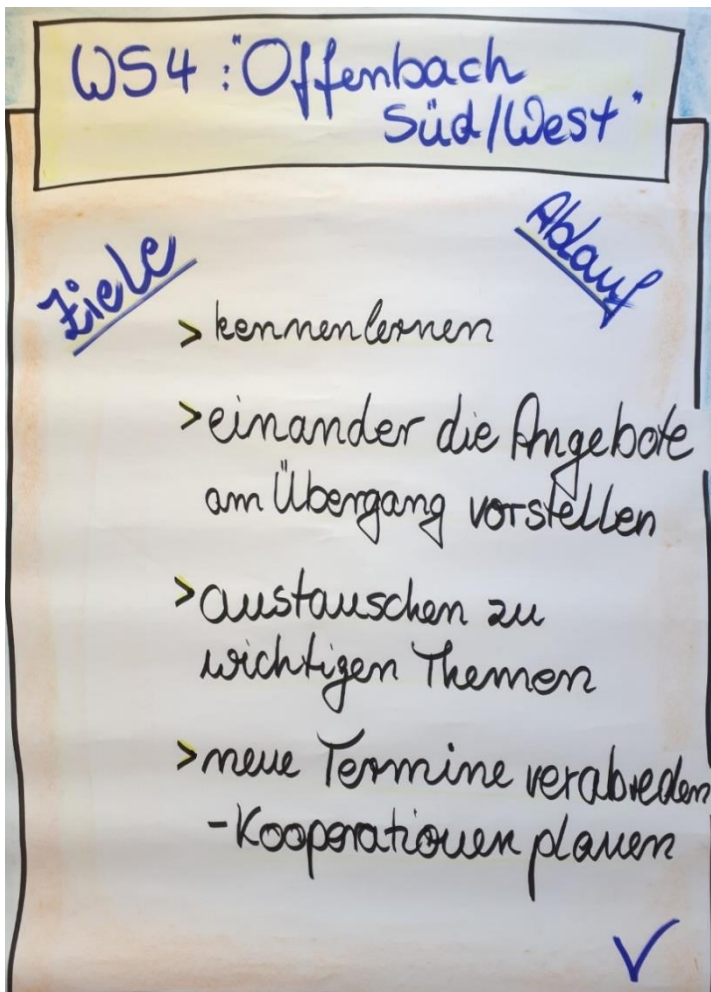 WS4: "Offenbach
Süd/West"
Ziele
Ablauf
> kennenlernen
> einander die Angebote
am Übergang vorstellen
> austauschen zu
wichtigen Themen
> neue Termine verabreden
- Kooperationen planen